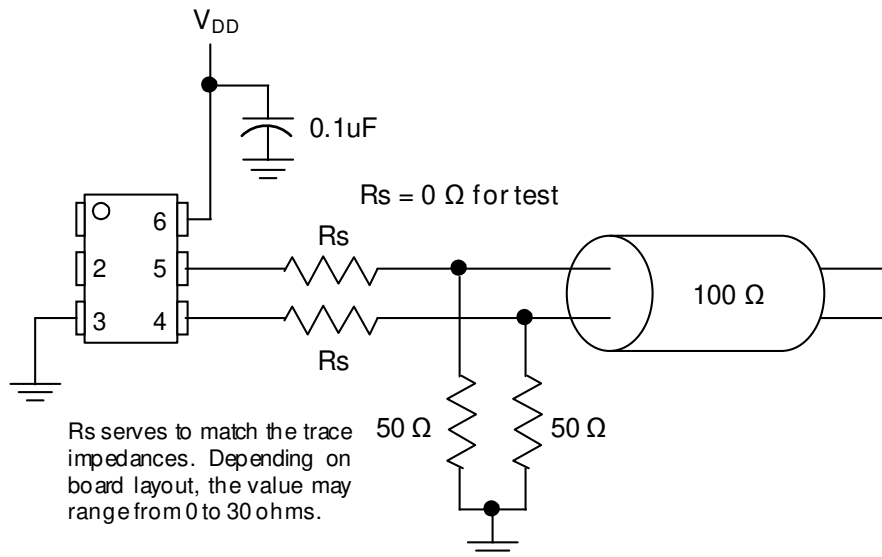 VDD
0.1uF
Rs = 0 Ω for test
6
Rs
2
5
3
4
100 Ω
Rs
50 Ω
50 Ω
Rs serves to match the trace
impedances. Depending on
board layout, the value may
range from 0 to 30 ohms.